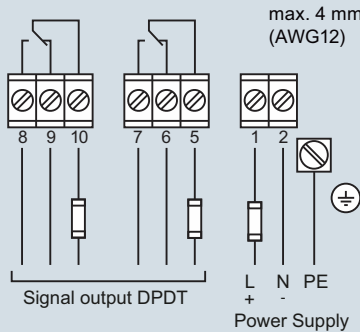 max. 4 mm
(AWG12)
8 9 10 7 6 5 1 2
L N PE
+ -
Signal output DPDT
Power Supply